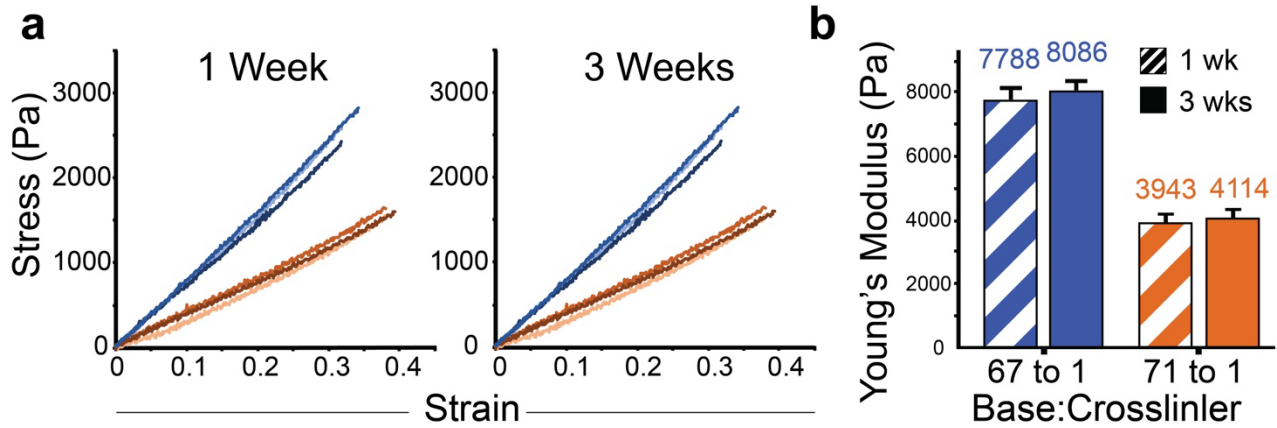 a
1 Week
3 Weeks
Stress (Pa)
3000
2000
1000
0
0 0.1 0.2 0.3 0.4
3000
2000
1000
0
0 0.1 0.2 0.3 0.4
Strain
b
Young's Modulus (Pa)
8000
6000
4000
2000
0
7788 8086
3943 4114
1 wk
3 wks
67 to 1 71 to 1
Base:Crosslinler